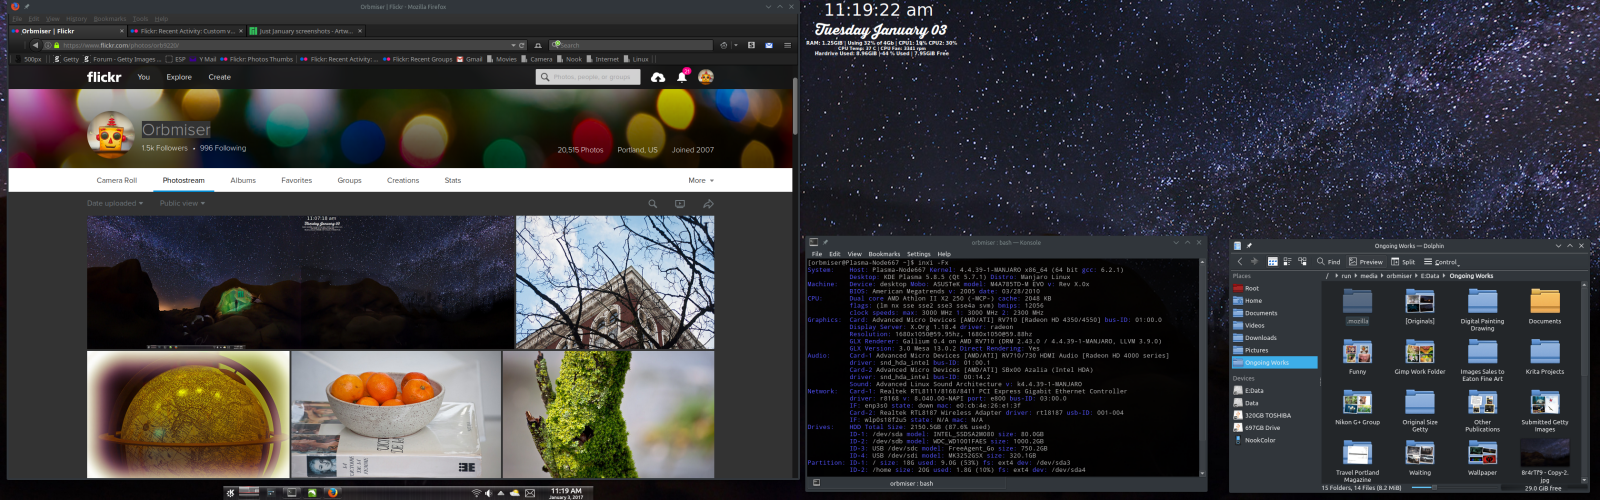 Orbmiser | Flickr - Mozilla Firefox
File Edit View History Bookmarks Tools Help
Orbmiser | Flickr
Flickr: Recent Activity: Custom v...
Just January screenshots - Artw...
https://www.flickr.com/photos/orb9220/
Search
500px Getty Forum - Getty Images... ESP Y Mail Flickr: Photos Thumbs Flickr: Recent Activity:... Flickr: Recent Groups Gmail Movies Camera Nook Internet Linux
flickr You Explore Create
Photos, people, or groups
Orbmiser
1.5k Followers • 996 Following
20,515 Photos Portland, US Joined 2007
Camera Roll Photostream Albums Favorites Groups Creations Stats More
Date uploaded Public view
11:07:18 am
Tuesday January 03
11:19 AM
January 3, 2017
11:19:22 am
Tuesday January 03
RAM: 1.25GiB | Using 32% of 4Gb | CPU1: 18% CPU2: 30%
CPU Temp: 37 C | CPU Fan: 3341 rpm
Hardrive Used: 8.96GiB | 64 % Used | 7.95GiB Free
orbmiser : bash — Konsole
File Edit View Bookmarks Settings Help
[orbmiser@Plasma-Node667 ~]$ inxi -Fx
System: Host: Plasma-Node667 Kernel: 4.4.39-1-MANJARO x86_64 (64 bit gcc: 6.2.1)
Desktop: KDE Plasma 5.8.5 (Qt 5.7.1) Distro: Manjaro Linux
Machine: Device: desktop Mobo: ASUSTeK model: M4A785TD-M EVO v: Rev X.0x
BIOS: American Megatrends v: 2005 date: 03/28/2010
CPU: Dual core AMD Athlon II X2 250 (-MCP-) cache: 2048 KB
flags: (lm nx sse sse2 sse3 sse4a svm) bmips: 12056
clock speeds: max: 3000 MHz 1: 3000 MHz 2: 2300 MHz
Graphics: Card: Advanced Micro Devices [AMD/ATI] RV710 [Radeon HD 4350/4550] bus-ID: 01:00.0
Display Server: X.Org 1.18.4 driver: radeon
Resolution: 1680x1050@59.95hz, 1680x1050@59.88hz
GLX Renderer: Gallium 0.4 on AMD RV710 (DRM 2.43.0 / 4.4.39-1-MANJARO, LLVM 3.9.0)
GLX Version: 3.0 Mesa 13.0.2 Direct Rendering: Yes
Audio: Card-1 Advanced Micro Devices [AMD/ATI] RV710/730 HDMI Audio [Radeon HD 4000 series]
driver: snd_hda_intel bus-ID: 01:00.1
Card-2 Advanced Micro Devices [AMD/ATI] SBx00 Azalia (Intel HDA)
driver: snd_hda_intel bus-ID: 00:14.2
Sound: Advanced Linux Sound Architecture v: k4.4.39-1-MANJARO
Network: Card-1: Realtek RTL8111/8168/8411 PCI Express Gigabit Ethernet Controller
driver: r8168 v: 8.040.00-NAPI port: e800 bus-ID: 03:00.0
IF: enp3s0 state: down mac: e0:cb:4e:26:e1:3f
Card-2: Realtek RTL8187 Wireless Adapter driver: rtl8187 usb-ID: 001-004
IF: wlp0s18f2u5 state: N/A mac: N/A
Drives: HDD Total Size: 2150.5GB (87.6% used)
ID-1: /dev/sda model: INTEL_SSDSA2M080 size: 80.0GB
ID-2: /dev/sdb model: WDC_WD1001FAES size: 1000.2GB
ID-3: USB /dev/sdc model: FreeAgent_Go size: 750.2GB
ID-4: USB /dev/sdi model: MK3252GSX size: 320.1GB
Partition: ID-1: / size: 18G used: 9.0G (53%) fs: ext4 dev: /dev/sda3
ID-2: /home size: 20G used: 1.8G (10%) fs: ext4 dev: /dev/sda4
orbmiser : bash
Ongoing Works — Dolphin
Find Preview Split Control
Places
Root
Home
Documents
Videos
Downloads
Pictures
Ongoing Works
Devices
E:Data
Data
320GB TOSHIBA
697GB Drive
NookColor
/ run media orbmiser E:Data Ongoing Works
.mozilla
[Originals]
Digital Painting Drawing
Documents
Funny
Gimp Work Folder
Images Sales to Eaton Fine Art
Krita Projects
Nikon G+ Group
Original Size Getty
Other Publications
Submitted Getty Images
Travel Portland Magazine
Waiting
Wallpaper
8r4rTf9 - Copy-2.jpg
15 Folders, 14 Files (8.2 MiB)
29.0 GiB free